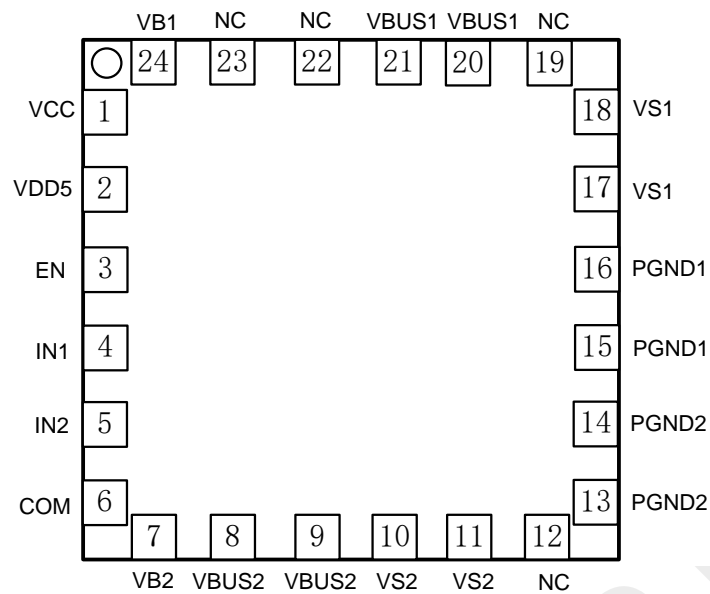 VB1 NC NC VBUS1 VBUS1 NC
24 23 22 21 20 19
VCC 1 18 VS1
VDD5 2 17 VS1
EN 3 16 PGND1
IN1 4 15 PGND1
IN2 5 14 PGND2
COM 6 13 PGND2
7 8 9 10 11 12
VB2 VBUS2 VBUS2 VS2 VS2 NC